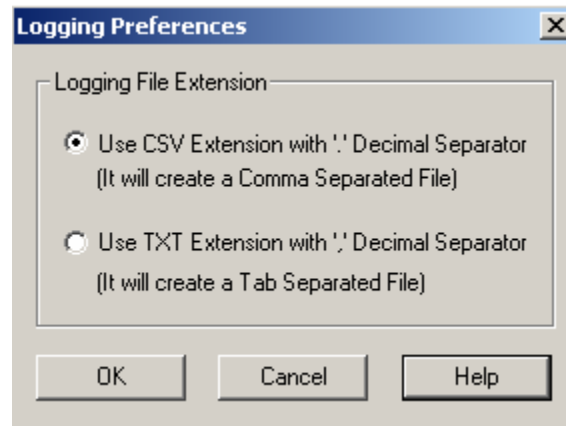 Logging Preferences
Logging File Extension
Use CSV Extension with '.' Decimal Separator
(It will create a Comma Separated File)
Use TXT Extension with ',' Decimal Separator
(It will create a Tab Separated File)
OK Cancel Help